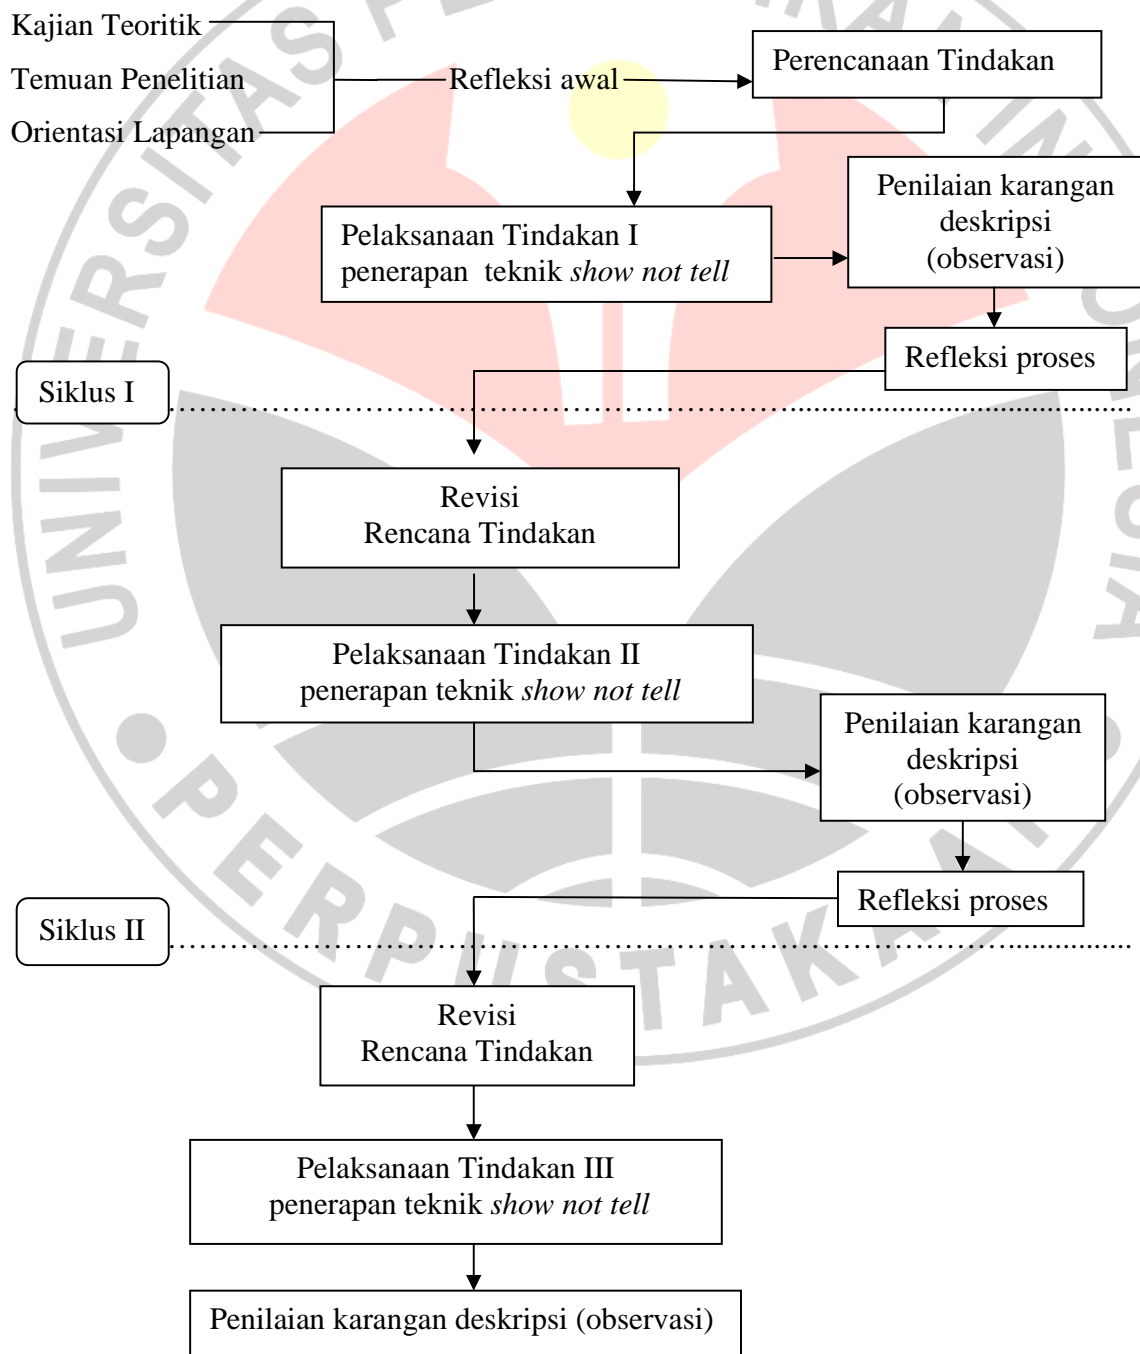 Kajian Teoritik
Temuan Penelitian
Orientasi Lapangan
Refleksi awal
Perencanaan Tindakan
Pelaksanaan Tindakan I
penerapan teknik show not tell
Penilaian karangan
deskripsi
(observasi)
Refleksi proses
Siklus I
Revisi
Rencana Tindakan
Pelaksanaan Tindakan II
penerapan teknik show not tell
Penilaian karangan
deskripsi
(observasi)
Refleksi proses
Siklus II
Revisi
Rencana Tindakan
Pelaksanaan Tindakan III
penerapan teknik show not tell
Penilaian karangan deskripsi (observasi)
PERPUSTAKAAN